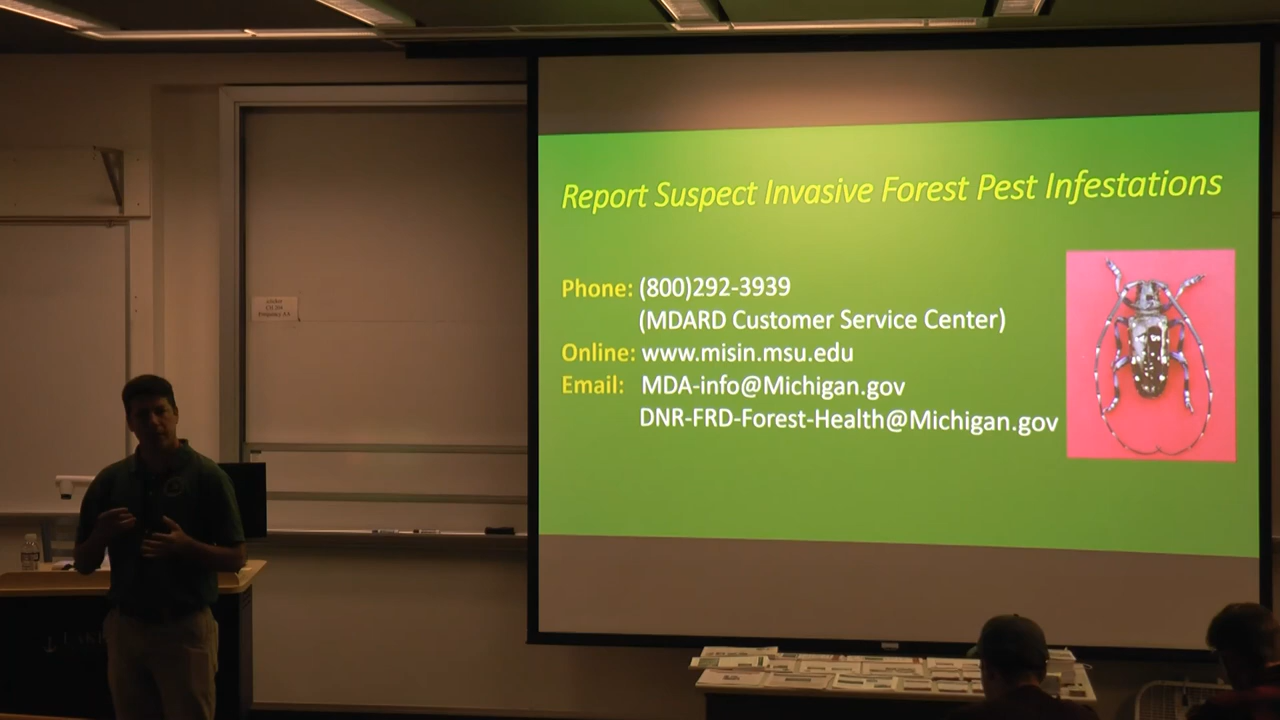 Report Suspect Invasive Forest Pest Infestations
Phone: (800)292-3939
(MDARD Customer Service Center)
Online: www.misin.msu.edu
Email: MDA-info@Michigan.gov
DNR-FRD-Forest-Health@Michigan.gov